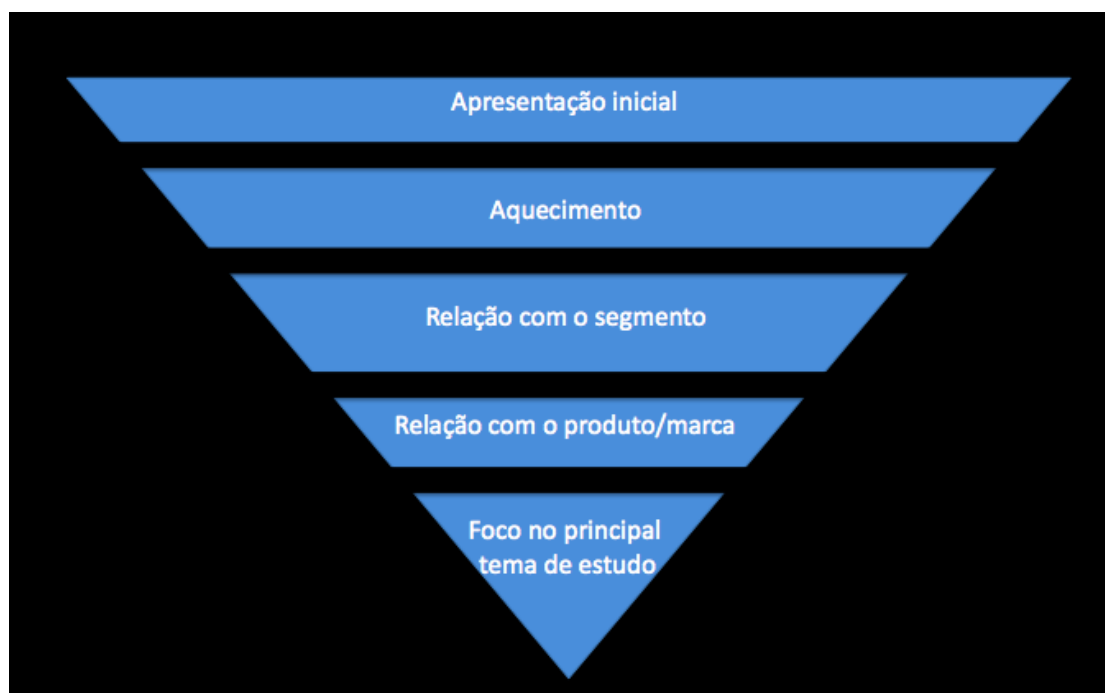 Apresentação inicial
Aquecimento
Relação com o segmento
Relação com o produto/marca
Foco no principal
tema de estudo